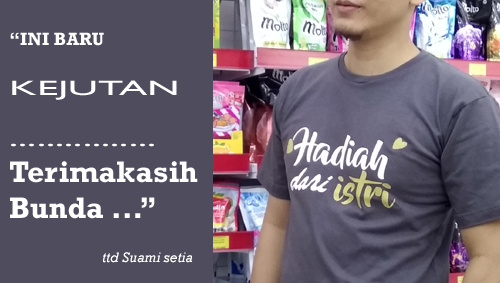 “INI BARU
KEJUTAN
................
Terimakasih
Bunda ...”
ttd Suami setia
Molto
Hadiah
dari istri